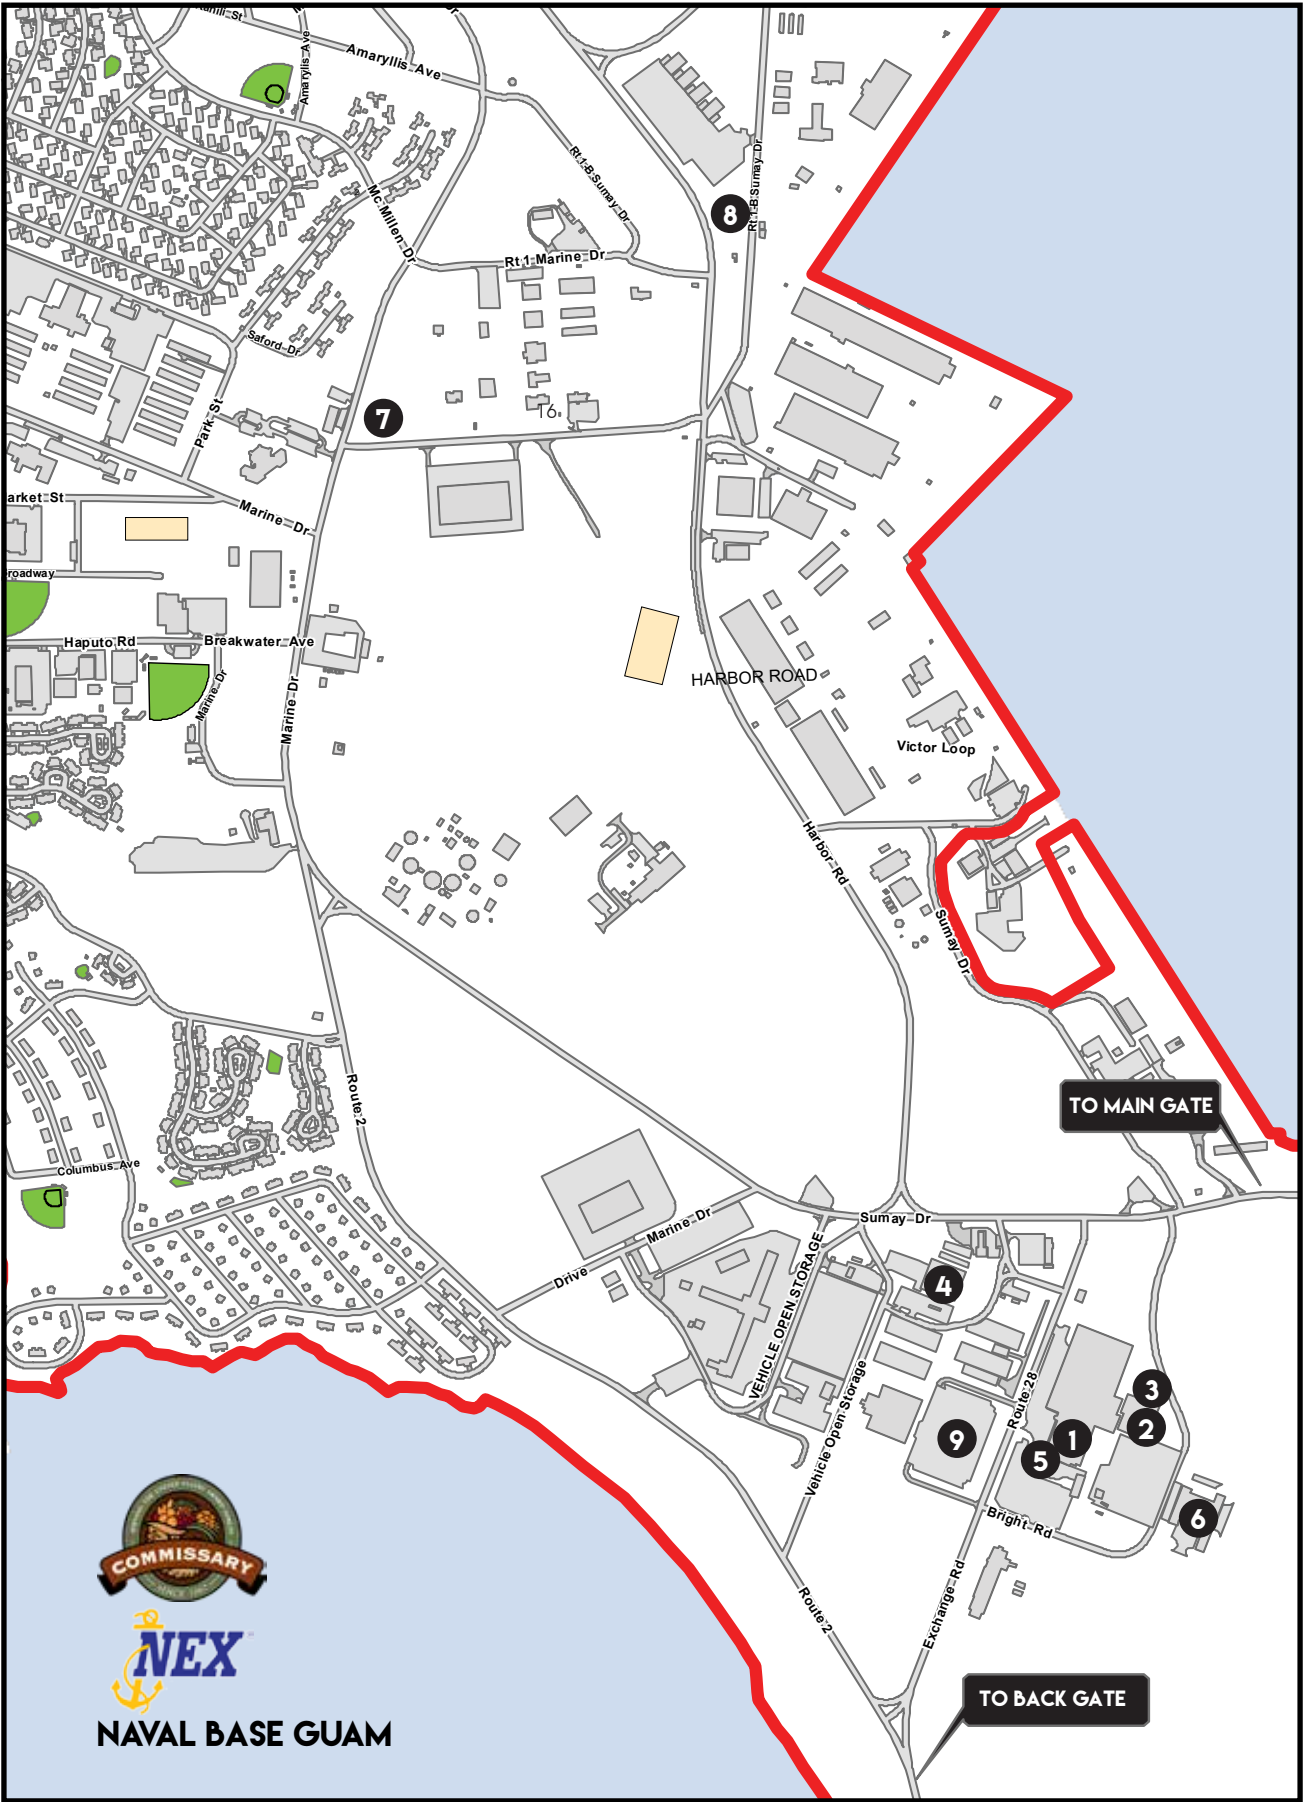 Amaryllis Ave
Amarylis Ave
Mc Millen Dr
Rt 1-B Sumay Dr
Rt 1-B Sumay Dr
8
Rt 1 Marine Dr
Saford Dr
Park St
7
16
Marine Dr
arket St
roadway
Haputo Rd
Breakwater Ave
Marine Dr
Marine Dr
HARBOR ROAD
Victor Loop
Harbor Rd
Sumay Dr
Route 2
TO MAIN GATE
Columbus Ave
Marine Dr
Drive
Sumay Dr
VEHICLE OPEN STORAGE
4
Vehicle Open Storage
Route 28
3
2
1
9
5
6
Bright Rd
Exchange Rd
Route 2
COMMISSARY
NEX
TO BACK GATE
NAVAL BASE GUAM